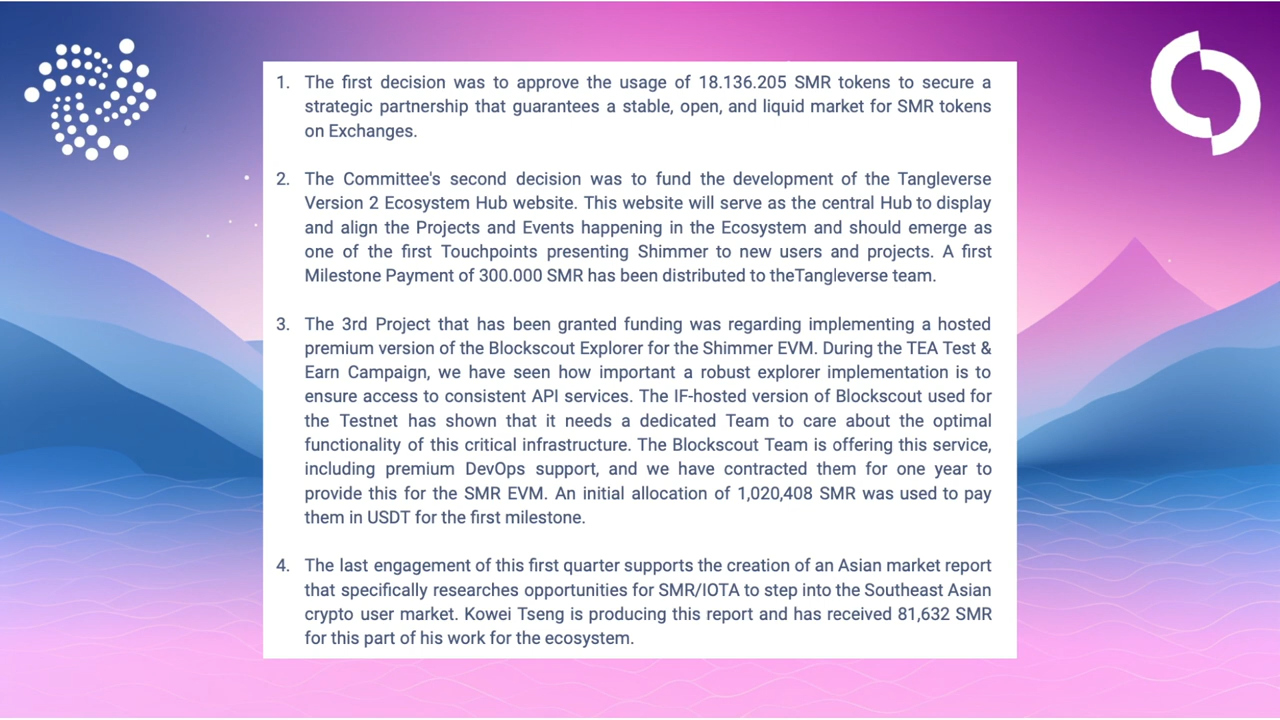 1. The first decision was to approve the usage of 18.136.205 SMR tokens to secure a
strategic partnership that guarantees a stable, open, and liquid market for SMR tokens
on Exchanges.
2. The Committee's second decision was to fund the development of the Tangleverse
Version 2 Ecosystem Hub website. This website will serve as the central Hub to display
and align the Projects and Events happening in the Ecosystem and should emerge as
one of the first Touchpoints presenting Shimmer to new users and projects. A first
Milestone Payment of 300.000 SMR has been distributed to theTangleverse team.
3. The 3rd Project that has been granted funding was regarding implementing a hosted
premium version of the Blockscout Explorer for the Shimmer EVM. During the TEA Test &
Earn Campaign, we have seen how important a robust explorer implementation is to
ensure access to consistent API services. The IF-hosted version of Blockscout used for
the Testnet has shown that it needs a dedicated Team to care about the optimal
functionality of this critical infrastructure. The Blockscout Team is offering this service,
including premium DevOps support, and we have contracted them for one year to
provide this for the SMR EVM. An initial allocation of 1,020,408 SMR was used to pay
them in USDT for the first milestone.
4. The last engagement of this first quarter supports the creation of an Asian market report
that specifically researches opportunities for SMR/IOTA to step into the Southeast Asian
crypto user market. Kowei Tseng is producing this report and has received 81,632 SMR
for this part of his work for the ecosystem.